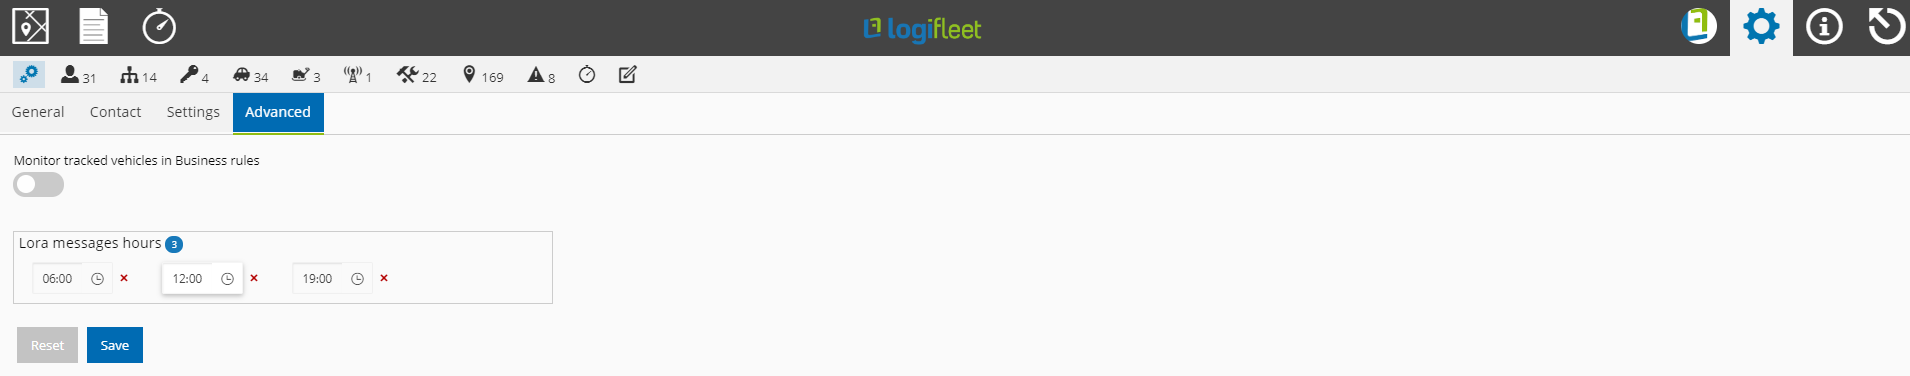 logifleet
31 14 4 34 3 1 22 169 8
General Contact Settings Advanced
Monitor tracked vehicles in Business rules
Lora messages hours 3
06:00 × 12:00 × 19:00 ×
Reset Save